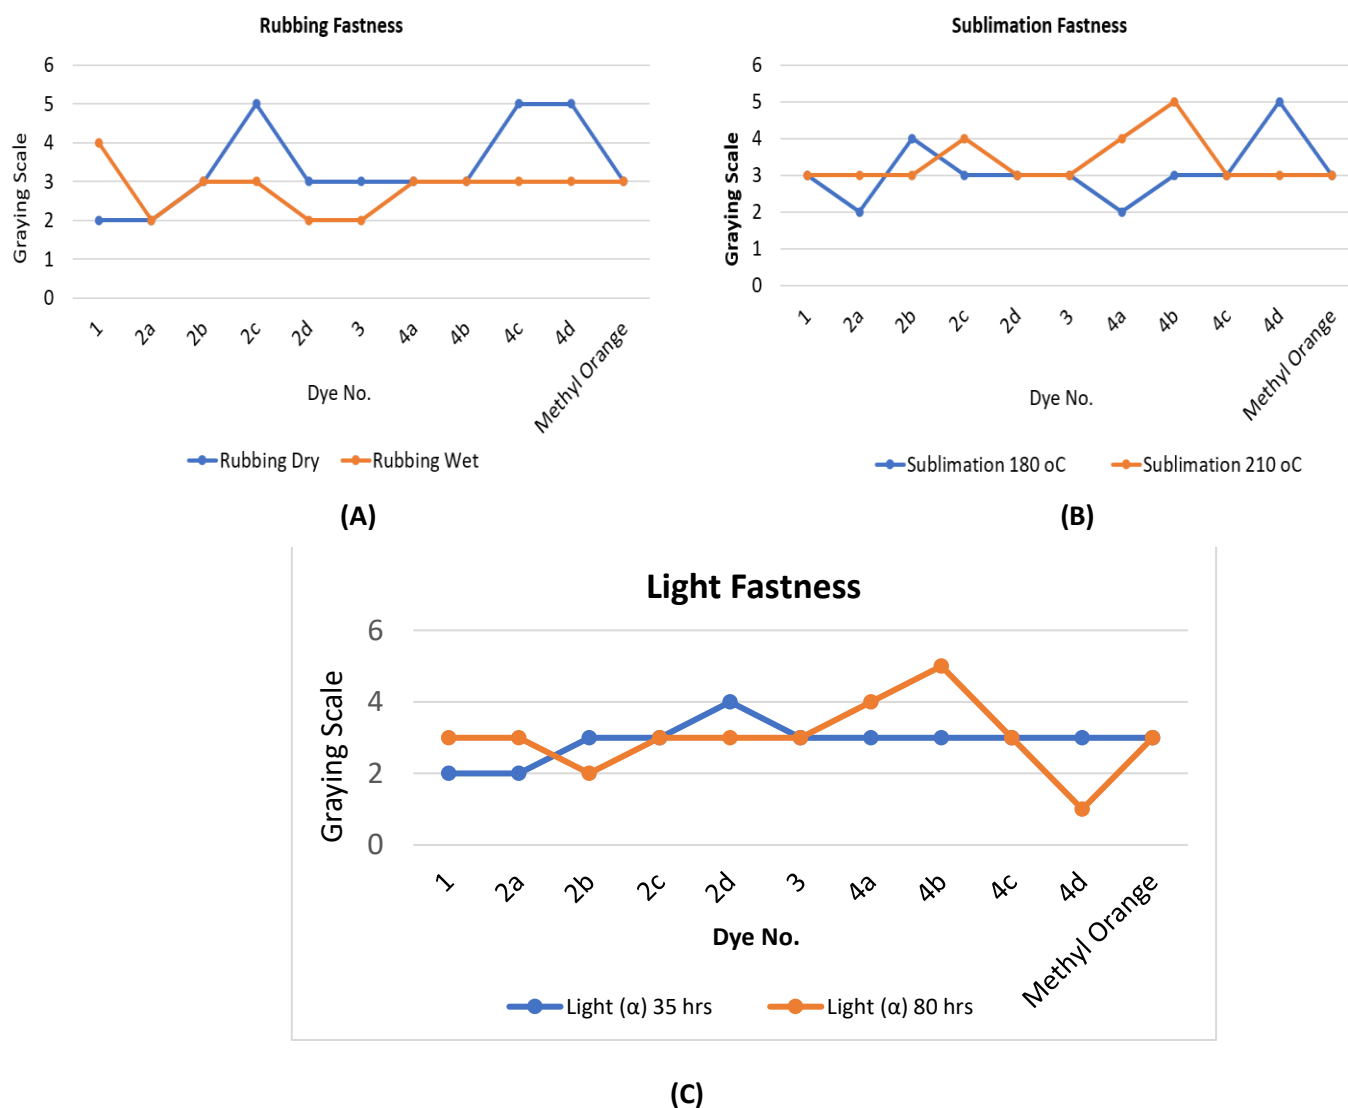 Rubbing Fastness
6
5
4
3
2
1
0
Graying Scale
1 2a 2b 2c 2d 3 4a 4b 4c 4d Methyl Orange
Dye No.
Rubbing Dry Rubbing Wet
(A)
Sublimation Fastness
6
5
4
3
2
1
0
Graying Scale
1 2a 2b 2c 2d 3 4a 4b 4c 4d Methyl Orange
Dye No.
Sublimation 180 oC Sublimation 210 oC
(B)
Light Fastness
6
4
2
0
Graying Scale
1 2a 2b 2c 2d 3 4a 4b 4c 4d Methyl Orange
Dye No.
Light (α) 35 hrs Light (α) 80 hrs
(C)